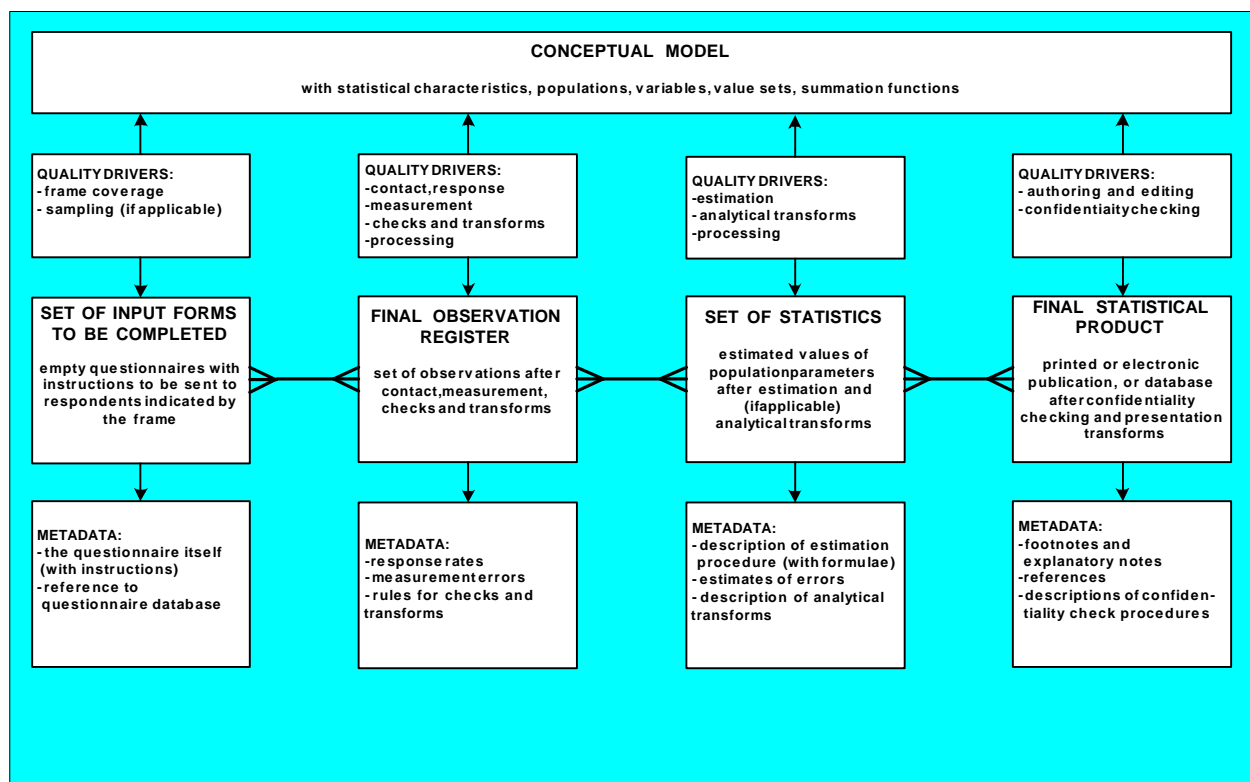 CONCEPTUAL MODEL
with statistical characteristics, populations, variables, value sets, summation functions
QUALITY DRIVERS:
- frame coverage
- sampling (if applicable)
QUALITY DRIVERS:
-contact,response
-measurement
-checks and transforms
-processing
QUALITY DRIVERS:
-estimation
-analytical transforms
-processing
QUALITY DRIVERS:
- authoring and editing
-confidentiaity checking
SET OF INPUT FORMS
TO BE COMPLETED
empty questionnaires with
instructions to be sent to
respondents indicated by
the frame
FINAL OBSERVATION
REGISTER
set of observations after
contact,measurement,
checks and transforms
SET OF STATISTICS
estimated values of
populationparameters
after estimation and
(ifapplicable)
analytical transforms
FINAL STATISTICAL
PRODUCT
printed or electronic
publication, or database
after confidentiality
checking and presentation
transforms
METADATA:
- the questionnaire itself
(with instructions)
- reference to
questionnaire database
METADATA:
-response rates
-measurement errors
- rules for checks and
transforms
METADATA:
-description of estimation
procedure (with formulae)
-estimates of errors
-description of analytical
transforms
METADATA:
-footnotes and
explanatory notes
-references
-descriptions of confiden-
tiality check procedures